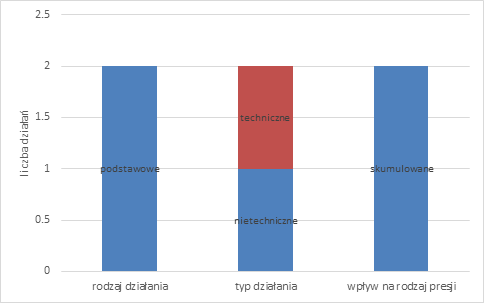 2.5
2
1.5
1
0.5
0
liczba działań
podstawowe
techniczne
nietechniczne
skumulowane
rodzaj działania
typ działania
wpływ na rodzaj presji